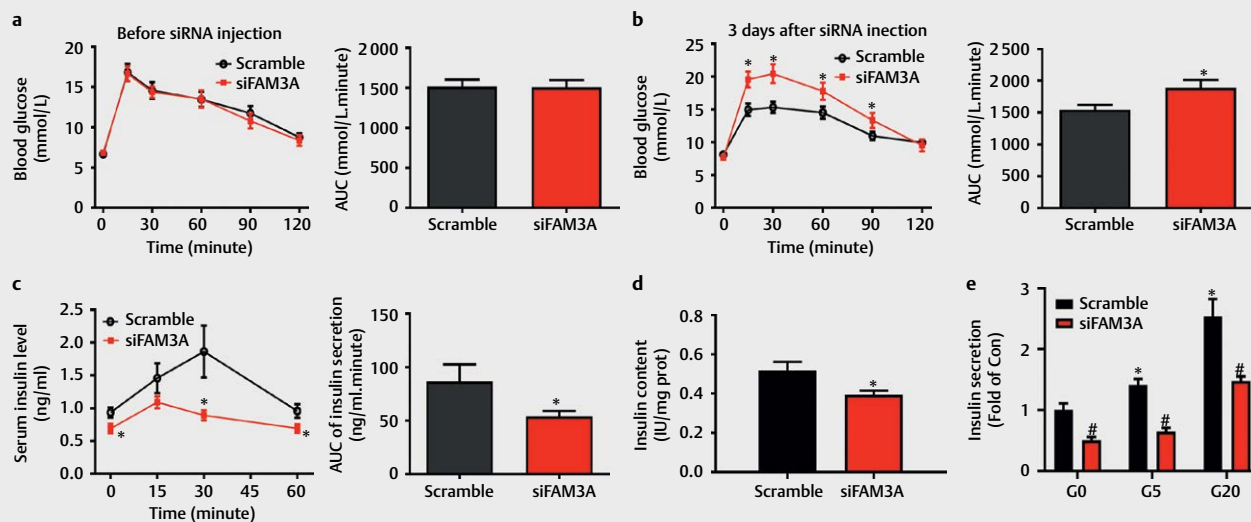 a
Before siRNA injection
Blood glucose
(mmol/L)
20
15
10
5
0
Scramble
siFAM3A
0 30 60 90 120
Time (minute)
AUC (mmol/L.minute)
2 000
1 500
1 000
500
0
Scramble siFAM3A
b
3 days after siRNA inection
Blood glucose
(mmol/L)
25
20
15
10
5
0
Scramble
siFAM3A
* * * *
0 30 60 90 120
Time (minute)
AUC (mmol/L.minute)
2 500
2 000
1 500
1 000
500
0
*
Scramble siFAM3A
c
Serum insulin level
(ng/ml)
2.5
2.0
1.5
1.0
0.5
0.0
Scramble
siFAM3A
* * *
0 15 30 45 60
Time (minute)
AUC of insulin secretion
(ng/ml.minute)
150
100
50
0
*
Scramble siFAM3A
d
Insulin content
(IU/mg prot)
0.8
0.6
0.4
0.2
0.0
*
Scramble siFAM3A
e
Insulin secretion
(Fold of Con)
3
2
1
0
Scramble
siFAM3A
# * # * #
G0 G5 G20